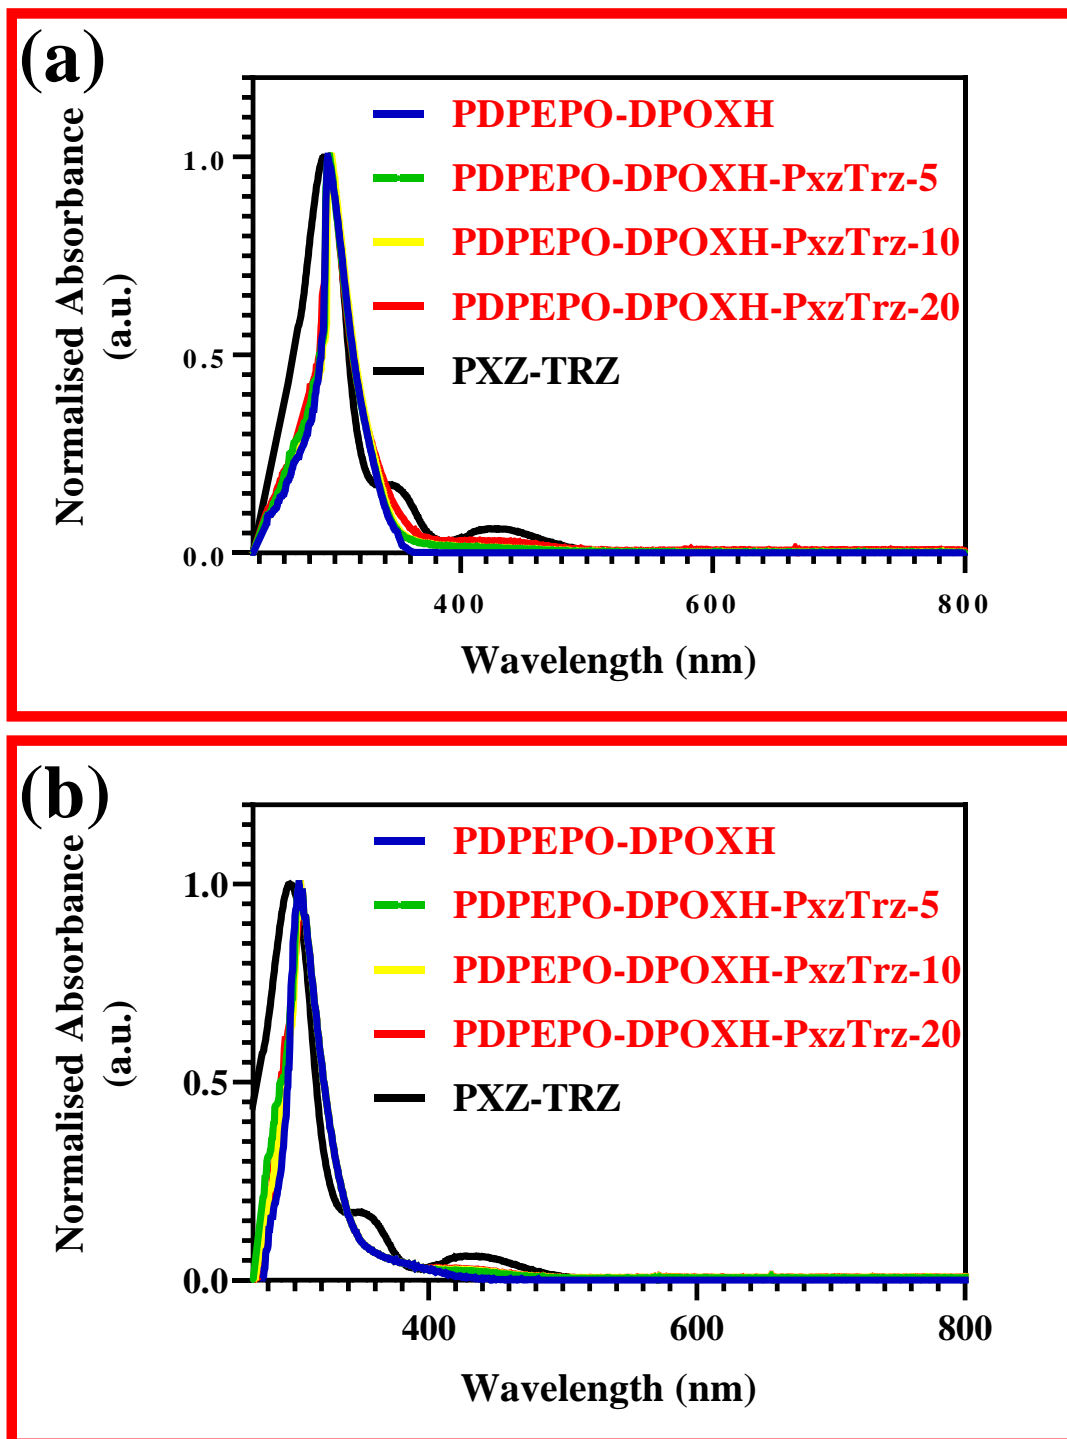 (a)
Normalised Absorbance
(a.u.)
1.0
0.5
0.0
PDPEPO-DPOXH
PDPEPO-DPOXH-PxzTrz-5
PDPEPO-DPOXH-PxzTrz-10
PDPEPO-DPOXH-PxzTrz-20
PXZ-TRZ
400 600 800
Wavelength (nm)
(b)
Normalised Absorbance
(a.u.)
1.0
0.5
0.0
PDPEPO-DPOXH
PDPEPO-DPOXH-PxzTrz-5
PDPEPO-DPOXH-PxzTrz-10
PDPEPO-DPOXH-PxzTrz-20
PXZ-TRZ
400 600 800
Wavelength (nm)